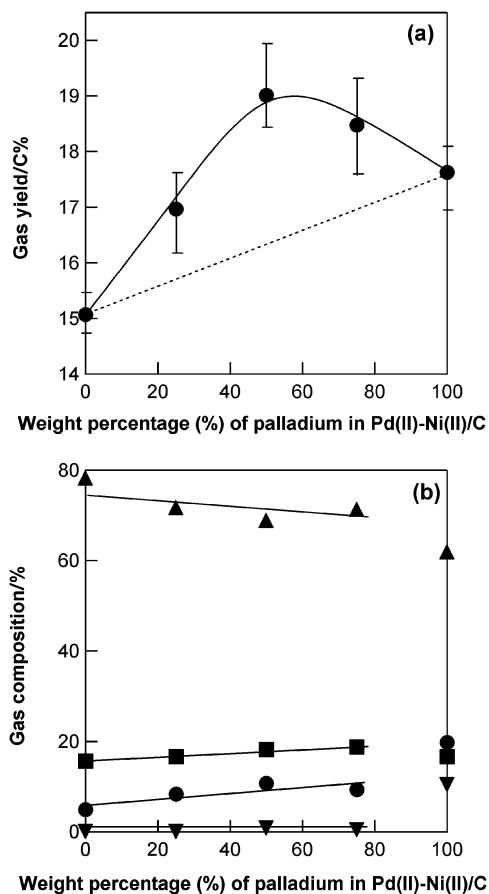 (a)
20
19
18
17
16
15
14
Gas yield/C%
0 20 40 60 80 100
Weight percentage (%) of palladium in Pd(II)-Ni(II)/C
(b)
80
60
40
20
0
Gas composition/%
0 20 40 60 80 100
Weight percentage (%) of palladium in Pd(II)-Ni(II)/C